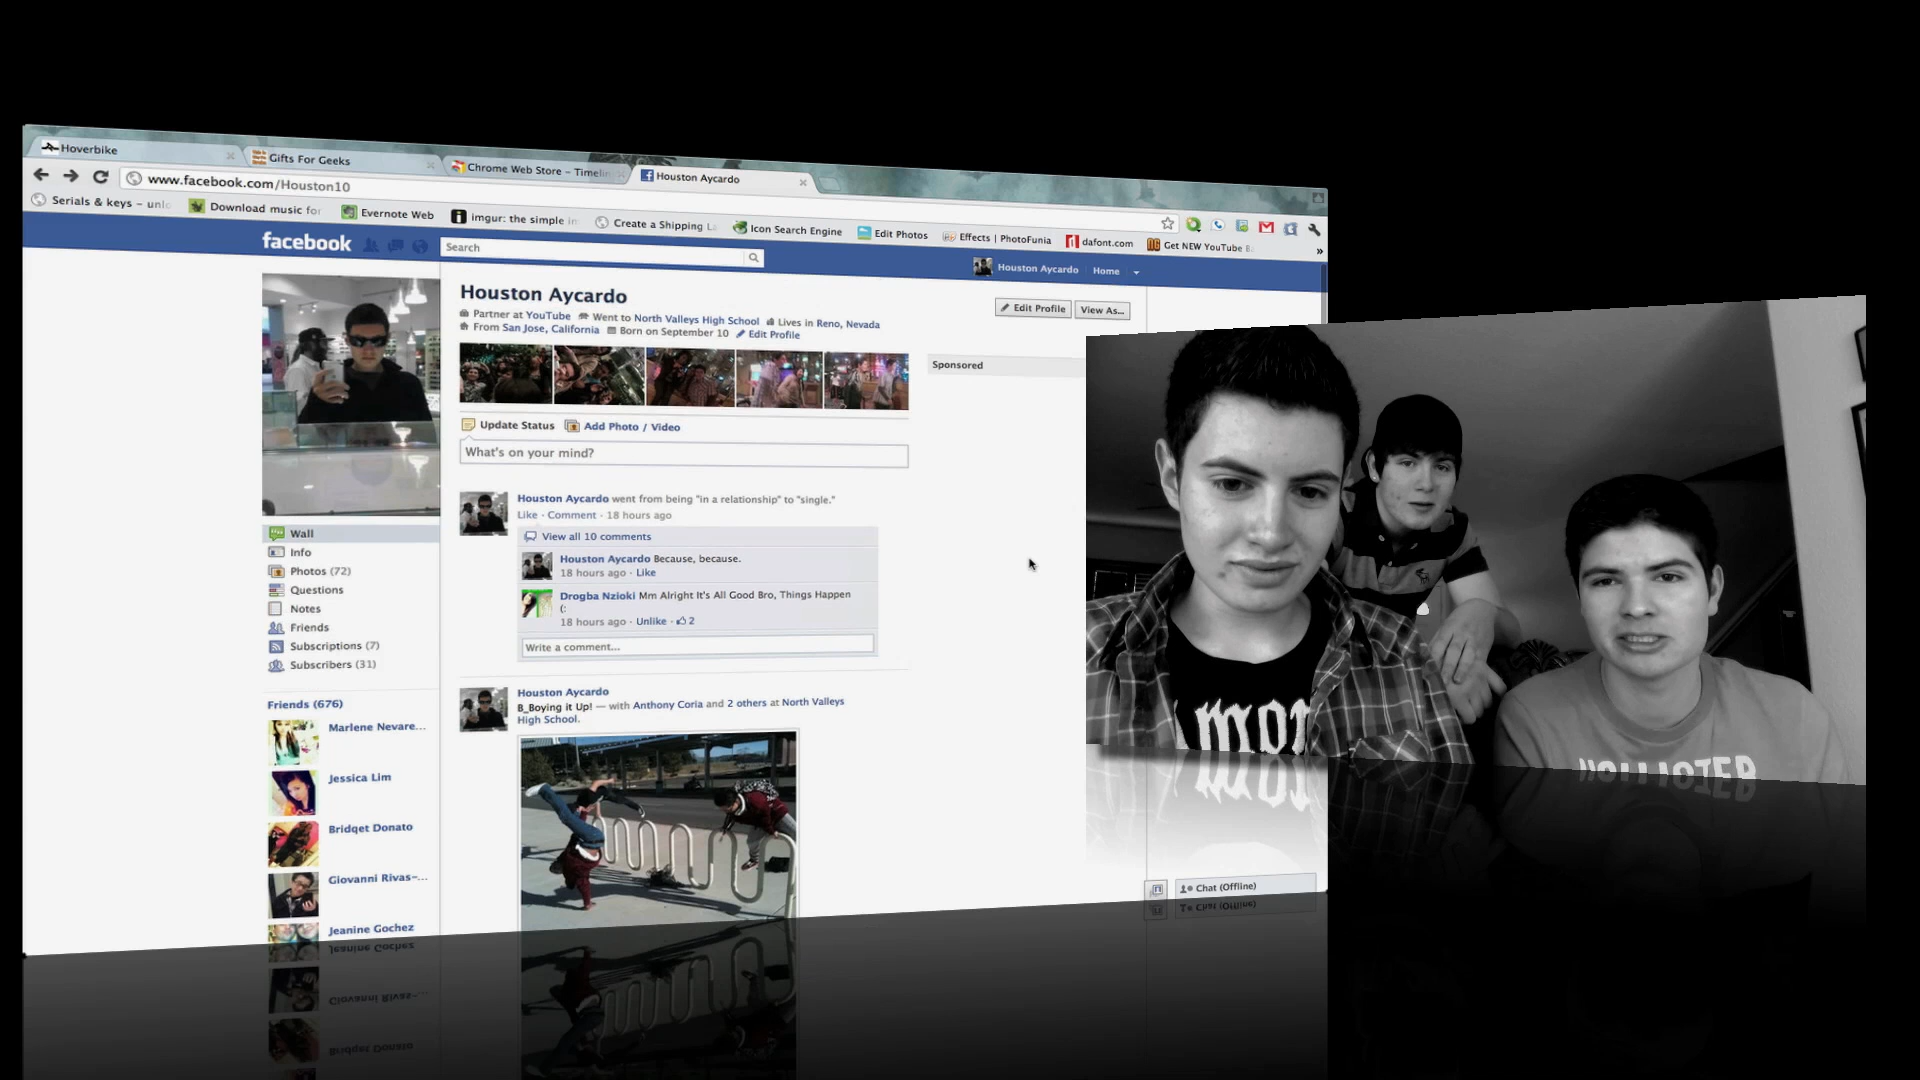 Hoverbike
Gifts For Geeks
Chrome Web Store - Timelin
Houston Aycardo
www.facebook.com/Houston10
Serials & keys - unlo
Download music for
Evernote Web
imgur: the simple in
Create a Shipping La
Icon Search Engine
Edit Photos
Effects | PhotoFunia
dafont.com
Get NEW YouTube
facebook
Search
Houston Aycardo
Home
Houston Aycardo
Edit Profile
View As...
Partner at YouTube Went to North Valleys High School Lives in Reno, Nevada
From San Jose, California Born on September 10 Edit Profile
Sponsored
Update Status Add Photo / Video
What's on your mind?
Houston Aycardo went from being "in a relationship" to "single."
Like · Comment · 18 hours ago
View all 10 comments
Houston Aycardo Because, because.
18 hours ago · Like
Drogba Nzioki Mm Alright It's All Good Bro, Things Happen
(:
18 hours ago · Unlike · 2
Write a comment...
Houston Aycardo
B_Boying it Up! — with Anthony Coria and 2 others at North Valleys
High School.
Wall
Info
Photos (72)
Questions
Notes
Friends
Subscriptions (7)
Subscribers (31)
Friends (676)
Marlene Nevare...
Jessica Lim
Bridget Donato
Giovanni Rivas-...
Jeanine Gochez
Chat (Offline)
mor
HOLLISTER